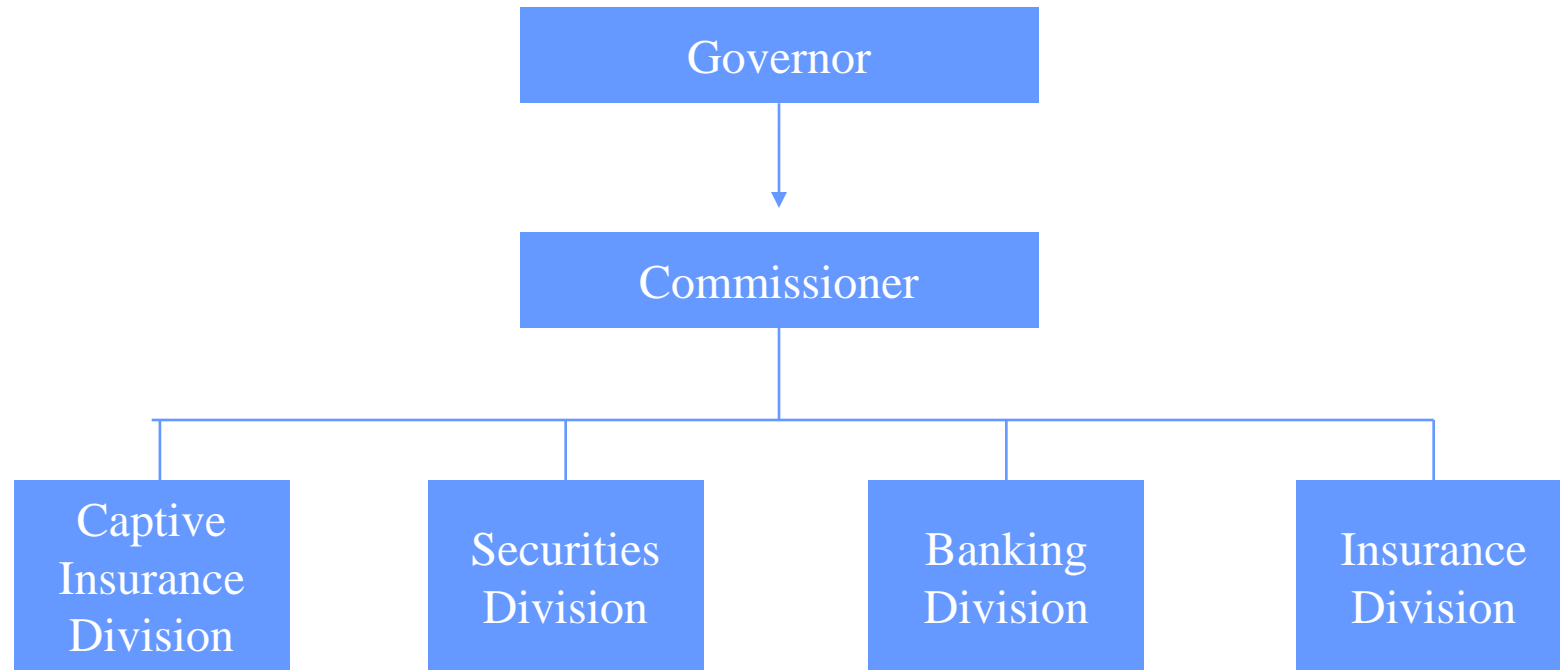 Governor
Commissioner
Captive
Insurance
Division
Securities
Division
Banking
Division
Insurance
Division